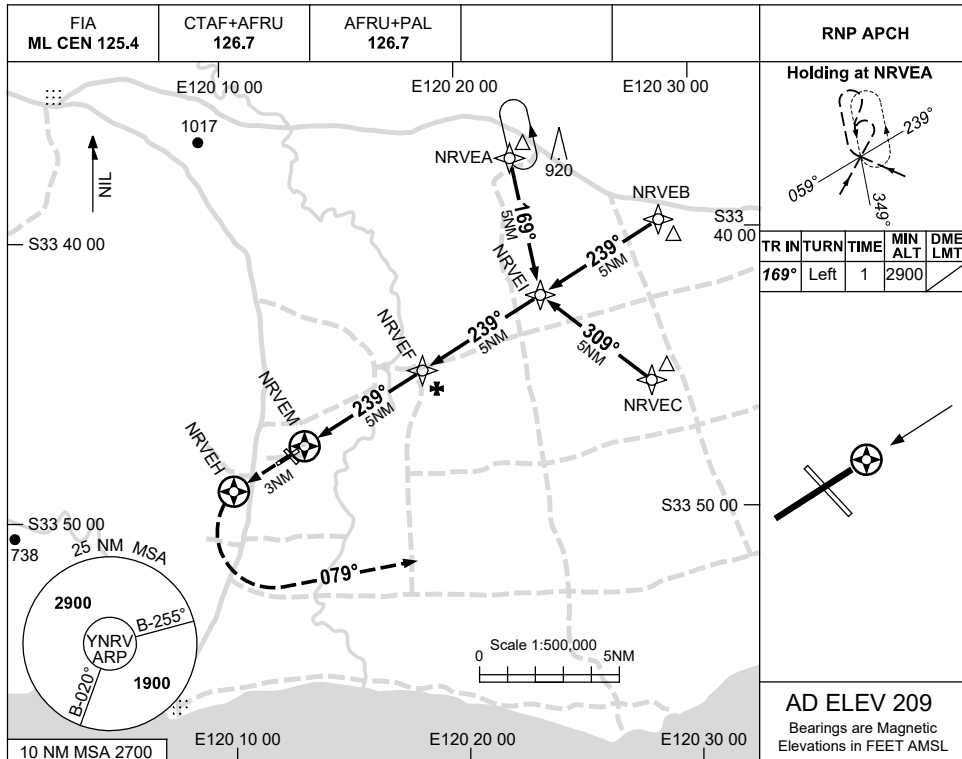 FIA
ML CEN 125.4
CTAF+AFRU
126.7
AFRU+PAL
126.7
RNP APCH
E120 10 00
E120 20 00
E120 30 00
Holding at NRVEA
239°
059°
349°
TR IN
TURN
TIME
MIN ALT
DME LMT
169°
Left
1
2900
1017
NIL
NRVEA
920
NRVEB
S33 40 00
S33
40 00
169°
5NM
239°
5NM
NRVEI
309°
5NM
NRVEC
239°
5NM
NRVEF
239°
5NM
NRVEM
3NM
NRVEH
S33 50 00
S33 50 00
738
079°
25 NM MSA
2900
B-255°
YNRV
ARP
B-020°
1900
Scale 1:500,000
0
5NM
10 NM MSA 2700
E120 10 00
E120 20 00
E120 30 00
AD ELEV 209
Bearings are Magnetic
Elevations in FEET AMSL